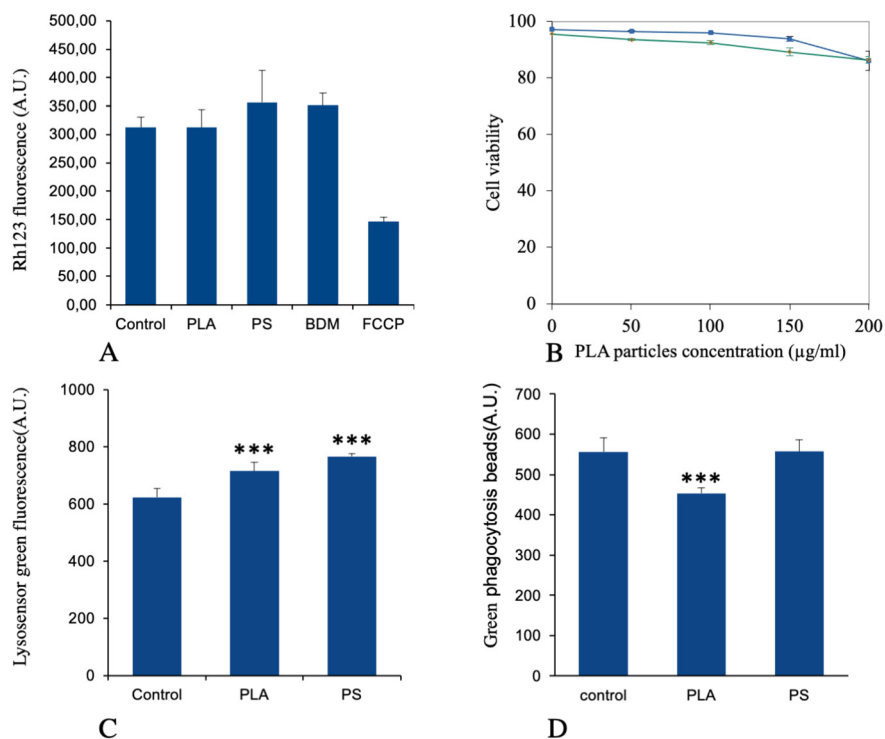 Rh123 fluorescence (A.U.)
500,00
450,00
400,00
350,00
300,00
250,00
200,00
150,00
100,00
50,00
0,00
Control PLA PS BDM FCCP
A
Cell viability
100
80
60
40
20
0
0 50 100 150 200
PLA particles concentration (µg/ml)
B
Lysosensor green fluorescence(A.U.)
1000
800
600
400
200
0
***
***
Control PLA PS
C
Green phagocytosis beads(A.U.)
700
600
500
400
300
200
100
0
***
control PLA PS
D